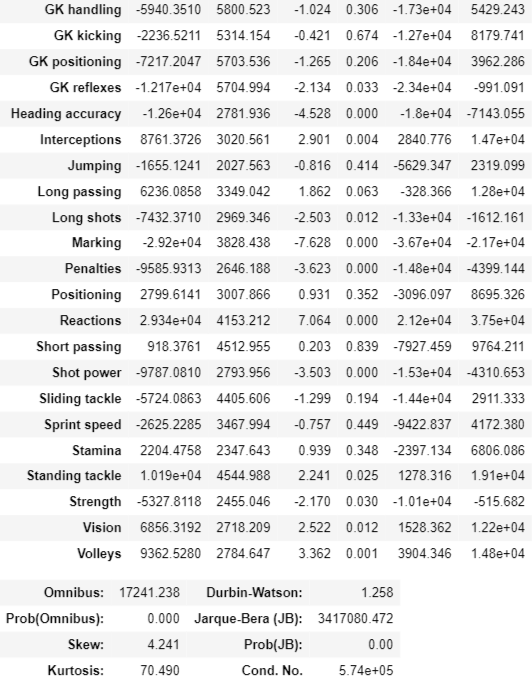 GK handling -5940.3510 5800.523 -1.024 0.306 -1.73e+04 5429.243
GK kicking -2236.5211 5314.154 -0.421 0.674 -1.27e+04 8179.741
GK positioning -7217.2047 5703.536 -1.265 0.206 -1.84e+04 3962.286
GK reflexes -1.217e+04 5704.994 -2.134 0.033 -2.34e+04 -991.091
Heading accuracy -1.26e+04 2781.936 -4.528 0.000 -1.8e+04 -7143.055
Interceptions 8761.3726 3020.561 2.901 0.004 2840.776 1.47e+04
Jumping -1655.1241 2027.563 -0.816 0.414 -5629.347 2319.099
Long passing 6236.0858 3349.042 1.862 0.063 -328.366 1.28e+04
Long shots -7432.3710 2969.346 -2.503 0.012 -1.33e+04 -1612.161
Marking -2.92e+04 3828.438 -7.628 0.000 -3.67e+04 -2.17e+04
Penalties -9585.9313 2646.188 -3.623 0.000 -1.48e+04 -4399.144
Positioning 2799.6141 3007.866 0.931 0.352 -3096.097 8695.326
Reactions 2.934e+04 4153.212 7.064 0.000 2.12e+04 3.75e+04
Short passing 918.3761 4512.955 0.203 0.839 -7927.459 9764.211
Shot power -9787.0810 2793.956 -3.503 0.000 -1.53e+04 -4310.653
Sliding tackle -5724.0863 4405.606 -1.299 0.194 -1.44e+04 2911.333
Sprint speed -2625.2285 3467.994 -0.757 0.449 -9422.837 4172.380
Stamina 2204.4758 2347.643 0.939 0.348 -2397.134 6806.086
Standing tackle 1.019e+04 4544.988 2.241 0.025 1278.316 1.91e+04
Strength -5327.8118 2455.046 -2.170 0.030 -1.01e+04 -515.682
Vision 6856.3192 2718.209 2.522 0.012 1528.362 1.22e+04
Volleys 9362.5280 2784.647 3.362 0.001 3904.346 1.48e+04
Omnibus: 17241.238 Durbin-Watson: 1.258
Prob(Omnibus): 0.000 Jarque-Bera (JB): 3417080.472
Skew: 4.241 Prob(JB): 0.00
Kurtosis: 70.490 Cond. No. 5.74e+05